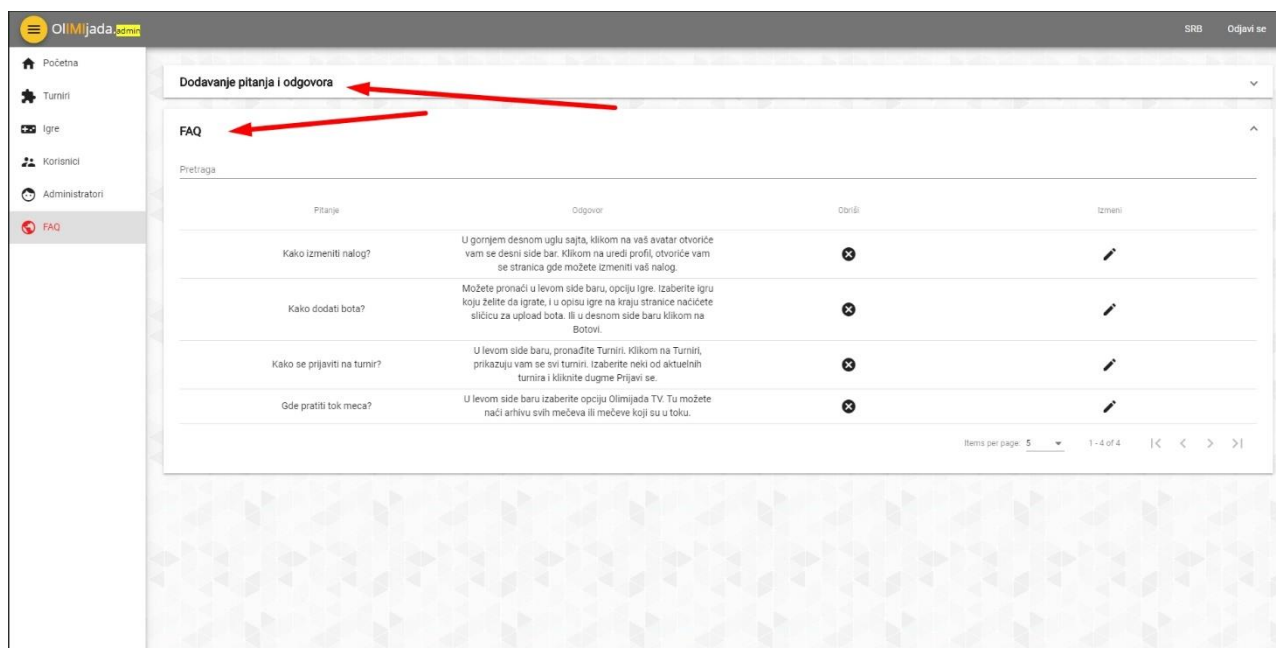 OlIMIjada.admin
SRB
Odjavi se
Početna
Turniri
Igre
Korisnici
Administratori
FAQ
Dodavanje pitanja i odgovora
FAQ
Pretraga
Pitanje
Odgovor
Obriši
Izmeni
Kako izmeniti nalog?
U gornjem desnom uglu sajta, klikom na vaš avatar otvoriće
vam se desni side bar. Klikom na uredi profil, otvoriće vam
se stranica gde možete izmeniti vaš nalog.
Kako dodati bota?
Možete pronaći u levom side baru, opciju Igre. Izaberite igru
koju želite da igrate, i u opisu igre na kraju stranice naćićete
sličicu za upload bota. Ili u desnom side baru klikom na
Botovi.
Kako se prijaviti na turnir?
U levom side baru, pronađite Turniri. Klikom na Turniri,
prikazuju vam se svi turniri. Izaberite neki od aktuelnih
turnira i kliknite dugme Prijavi se.
Gde pratiti tok meca?
U levom side baru izaberite opciju Olimijada TV. Tu možete
naći arhivu svih mečeva ili mečeve koji su u toku.
Items per page: 5
1 - 4 of 4